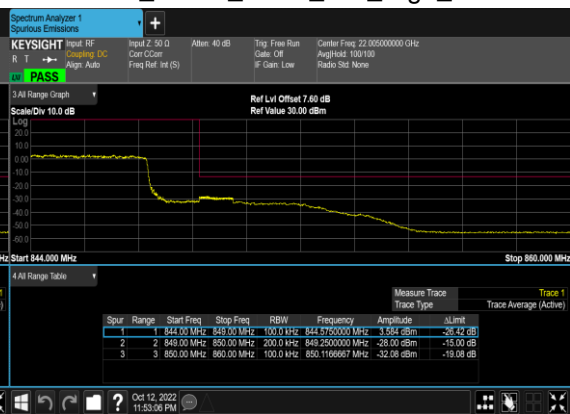 Spectrum Analyzer 1
Spurious Emissions
KEYSIGHT Input: RF Input Z: 50 Ω Atten: 40 dB Trig: Free Run Center Freq: 22.005000000 GHz
R T Coupling: DC Corr CCorr Gate: Off Avg|Hold: 100/100
Align: Auto Freq Ref: Int (S) IF Gain: Low Radio Std: None
PASS
3 All Range Graph
Ref Lvl Offset 7.60 dB
Scale/Div 10.0 dB Ref Value 30.00 dBm
Log
20.0
10.0
0.00
-10.0
-20.0
-30.0
-40.0
-50.0
-60.0
Hz Start 844.000 MHz Stop 860.000 MHz
4 All Range Table
Measure Trace Trace 1
Trace Type Trace Average (Active)
Spur Range Start Freq Stop Freq RBW Frequency Amplitude ΔLimit
1 1 844.00 MHz 849.00 MHz 100.0 kHz 844.5750000 MHz 3.584 dBm -26.42 dB
2 2 849.00 MHz 850.00 MHz 200.0 kHz 849.2500000 MHz -28.00 dBm -15.00 dB
3 3 850.00 MHz 860.00 MHz 100.0 kHz 850.1166667 MHz -32.08 dBm -19.08 dB
Oct 12, 2022
11:53:06 PM